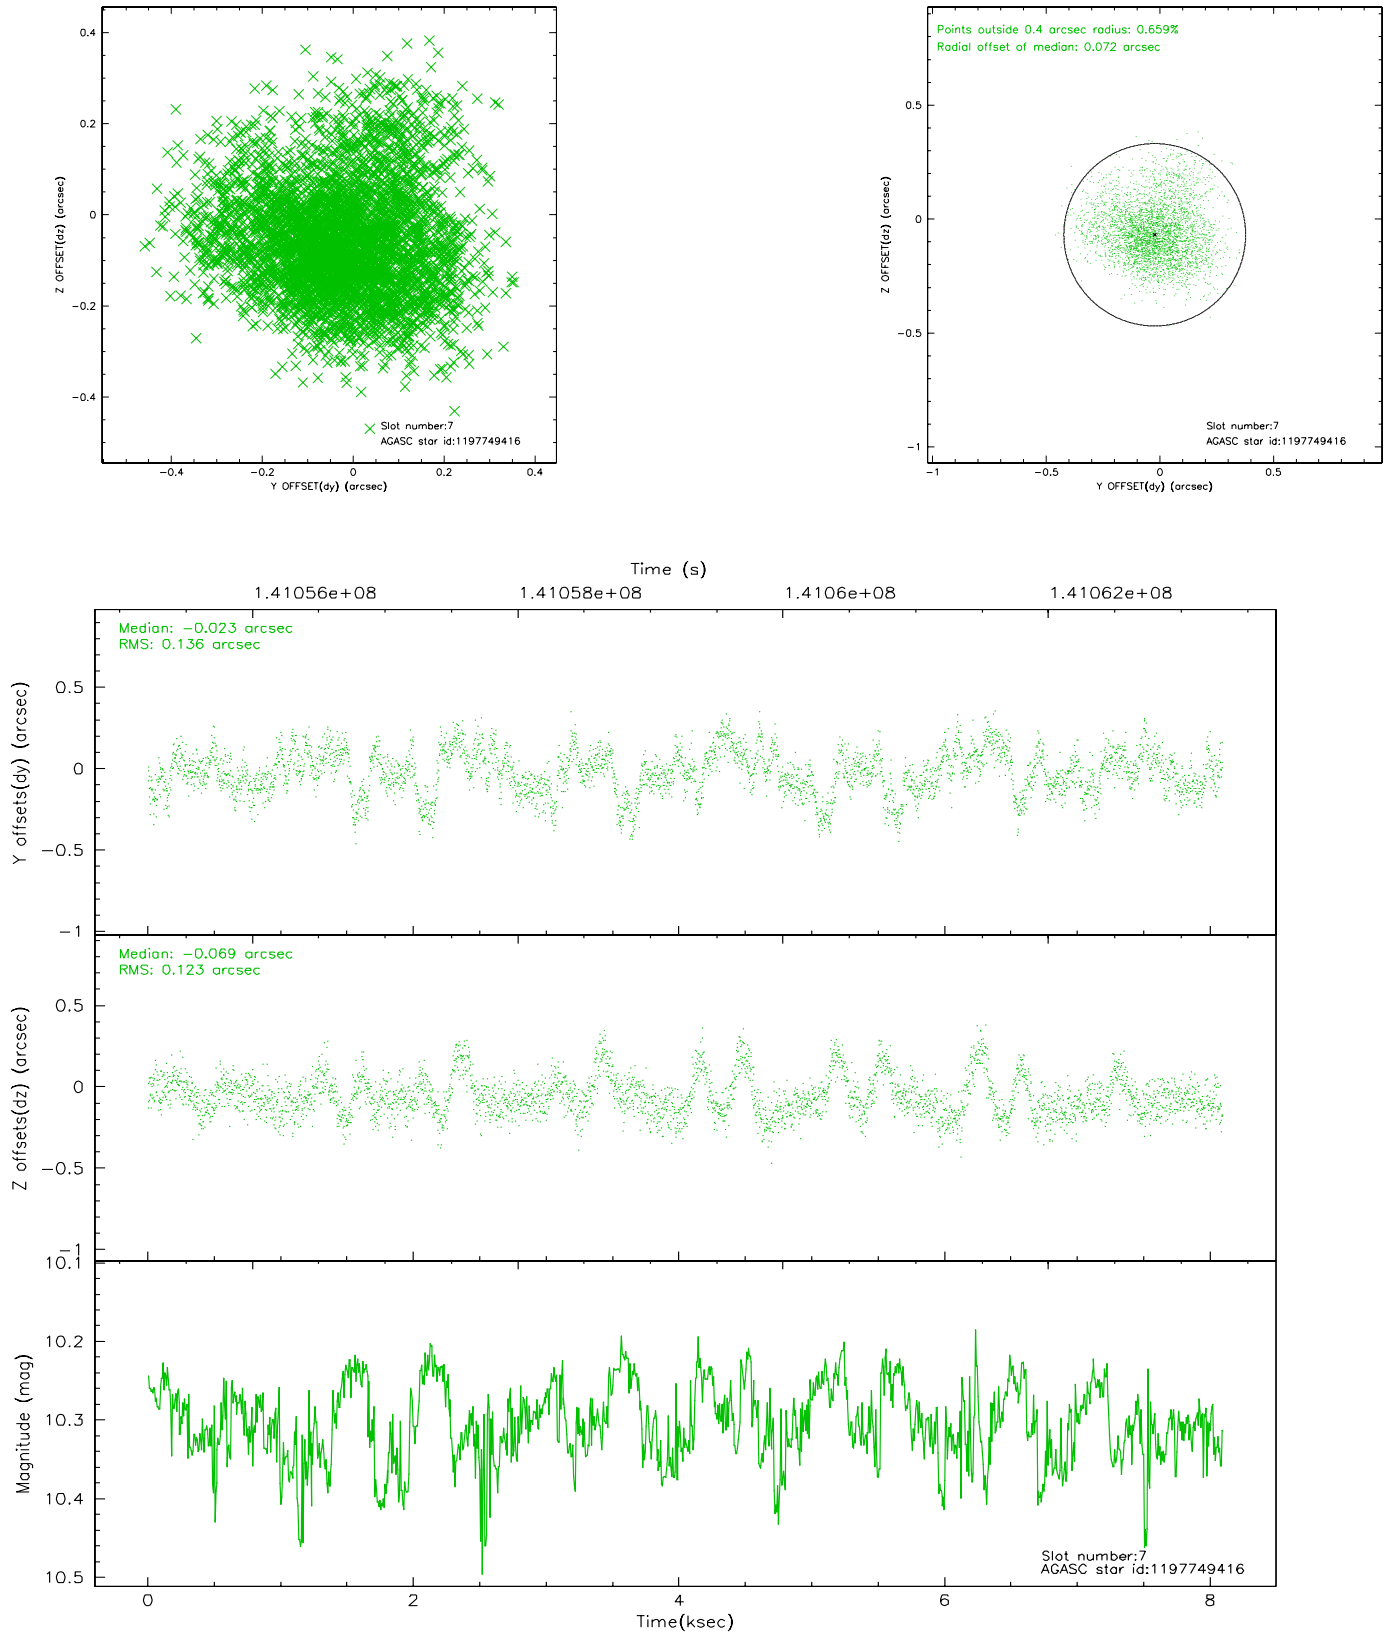 0.4
0.2
0
-0.2
-0.4
Z OFFSET(dz) (arcsec)
Slot number:7
AGASC star id:1197749416
-0.4
-0.2
0
0.2
0.4
Y OFFSET(dy) (arcsec)
Points outside 0.4 arcsec radius: 0.659%
Radial offset of median: 0.072 arcsec
0.5
0
-0.5
-1
Z OFFSET(dz) (arcsec)
Slot number:7
AGASC star id:1197749416
-1
-0.5
0
0.5
Y OFFSET(dy) (arcsec)
Time (s)
1.41056e+08
1.41058e+08
1.4106e+08
1.41062e+08
Median: -0.023 arcsec
RMS: 0.136 arcsec
0.5
0
-0.5
-1
Y offsets(dy) (arcsec)
Median: -0.069 arcsec
RMS: 0.123 arcsec
0.5
0
-0.5
-1
Z offsets(dz) (arcsec)
10.1
10.2
10.3
10.4
10.5
Magnitude (mag)
Slot number:7
AGASC star id:1197749416
0
2
4
6
8
Time(ksec)